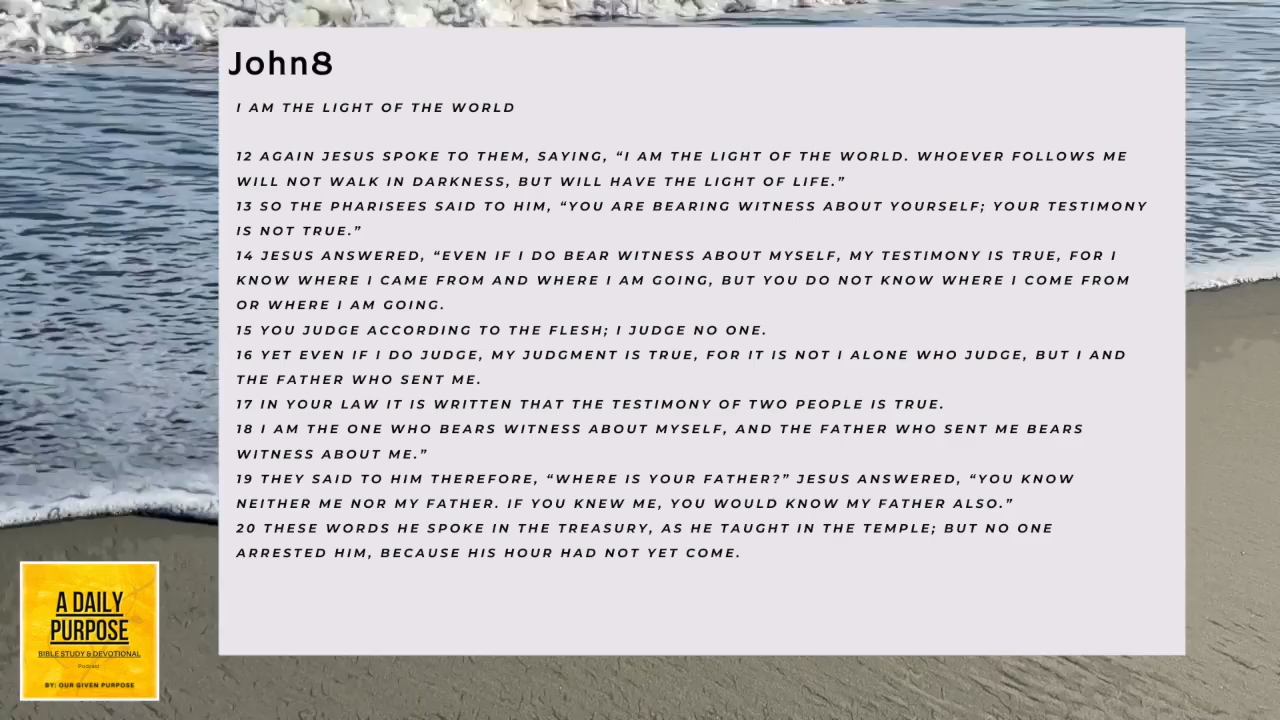 John8
I AM THE LIGHT OF THE WORLD
12 AGAIN JESUS SPOKE TO THEM, SAYING, “I AM THE LIGHT OF THE WORLD. WHOEVER FOLLOWS ME
WILL NOT WALK IN DARKNESS, BUT WILL HAVE THE LIGHT OF LIFE.”
13 SO THE PHARISEES SAID TO HIM, “YOU ARE BEARING WITNESS ABOUT YOURSELF; YOUR TESTIMONY
IS NOT TRUE.”
14 JESUS ANSWERED, “EVEN IF I DO BEAR WITNESS ABOUT MYSELF, MY TESTIMONY IS TRUE, FOR I
KNOW WHERE I CAME FROM AND WHERE I AM GOING, BUT YOU DO NOT KNOW WHERE I COME FROM
OR WHERE I AM GOING.
15 YOU JUDGE ACCORDING TO THE FLESH; I JUDGE NO ONE.
16 YET EVEN IF I DO JUDGE, MY JUDGMENT IS TRUE, FOR IT IS NOT I ALONE WHO JUDGE, BUT I AND
THE FATHER WHO SENT ME.
17 IN YOUR LAW IT IS WRITTEN THAT THE TESTIMONY OF TWO PEOPLE IS TRUE.
18 I AM THE ONE WHO BEARS WITNESS ABOUT MYSELF, AND THE FATHER WHO SENT ME BEARS
WITNESS ABOUT ME.”
19 THEY SAID TO HIM THEREFORE, “WHERE IS YOUR FATHER?” JESUS ANSWERED, “YOU KNOW
NEITHER ME NOR MY FATHER. IF YOU KNEW ME, YOU WOULD KNOW MY FATHER ALSO.”
20 THESE WORDS HE SPOKE IN THE TREASURY, AS HE TAUGHT IN THE TEMPLE; BUT NO ONE
ARRESTED HIM, BECAUSE HIS HOUR HAD NOT YET COME.
A DAILY
PURPOSE
BIBLE STUDY & DEVOTIONAL
Podcast
BY: OUR GIVEN PURPOSE